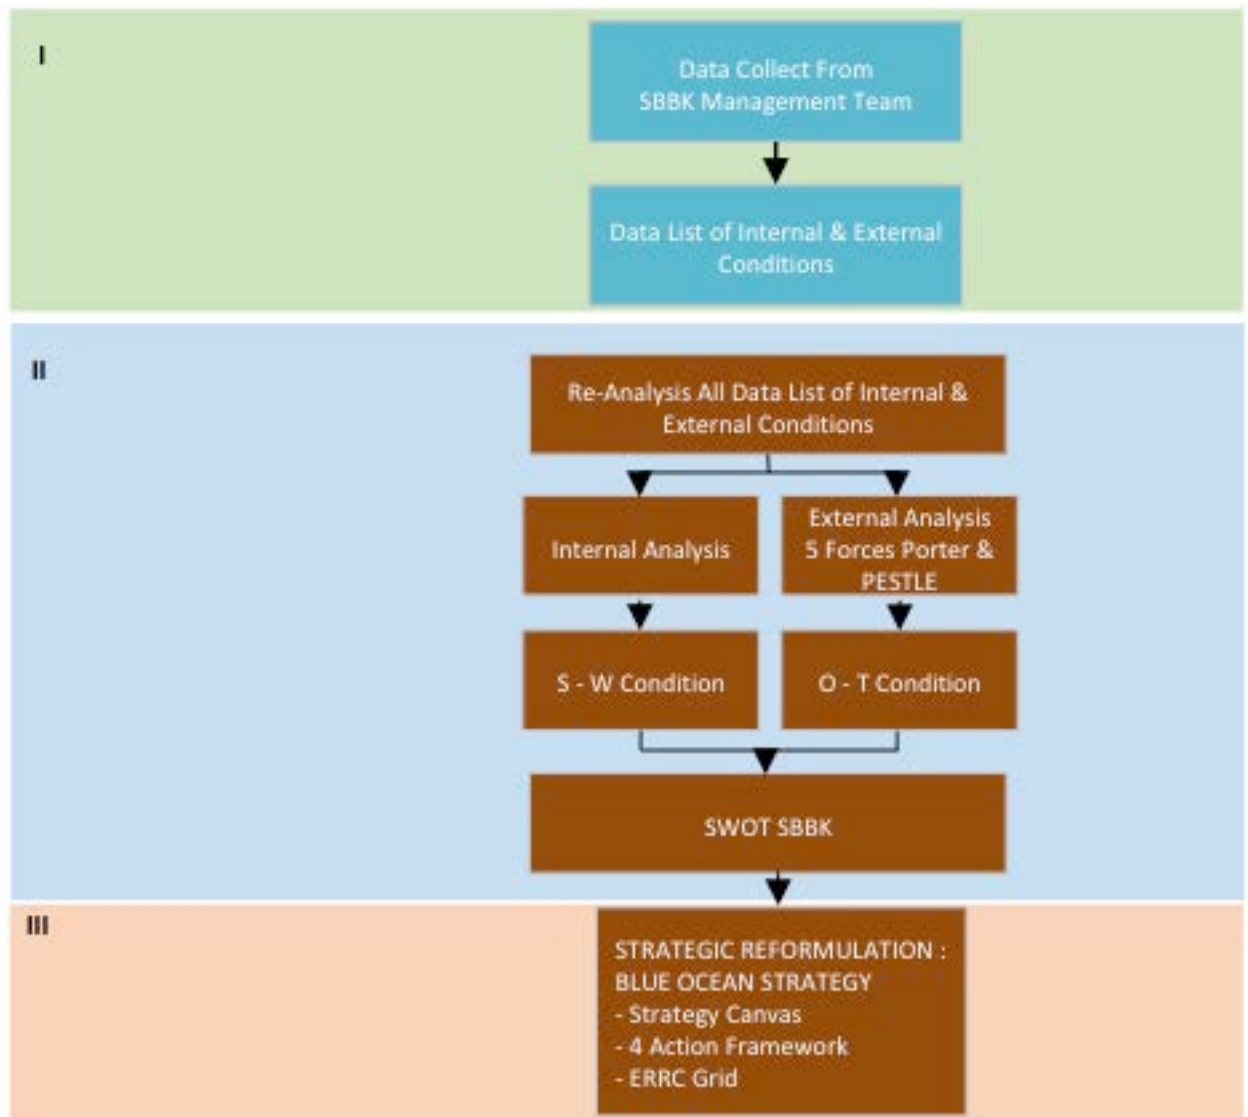 I
Data Collect From
SBBK Management Team
Data List of Internal & External
Conditions
II
Re-Analysis All Data List of Internal &
External Conditions
Internal Analysis
External Analysis
5 Forces Porter &
PESTLE
S - W Condition
O - T Condition
SWOT SBBK
III
STRATEGIC REFORMULATION :
BLUE OCEAN STRATEGY
- Strategy Canvas
- 4 Action Framework
- ERRC Grid